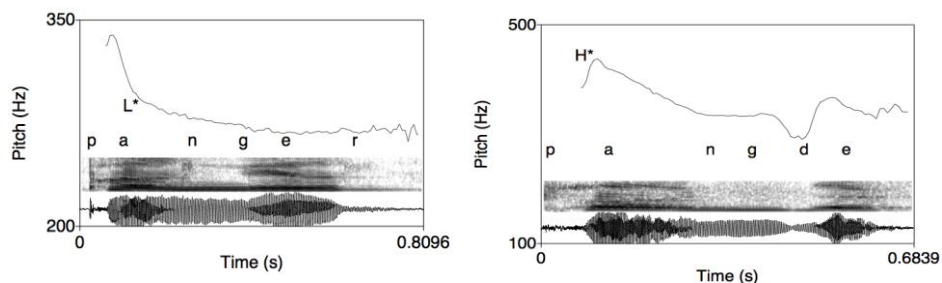 350
Pitch (Hz)
L*
p a n g e r
200
0
0.8096
Time (s)
500
Pitch (Hz)
H*
p a n g d e
100
0
0.6839
Time (s)